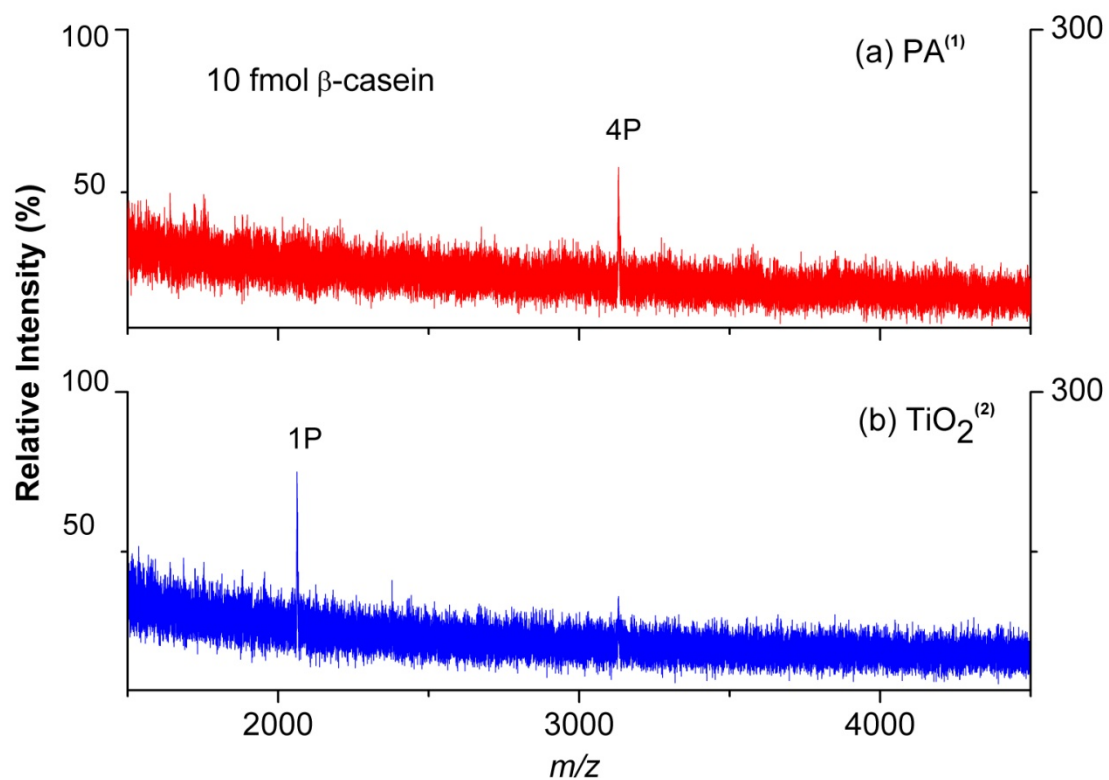 100
300
(a) PA(1)
10 fmol β-casein
4P
50
Relative Intensity (%)
100
300
(b) TiO2(2)
1P
50
2000
3000
4000
m/z